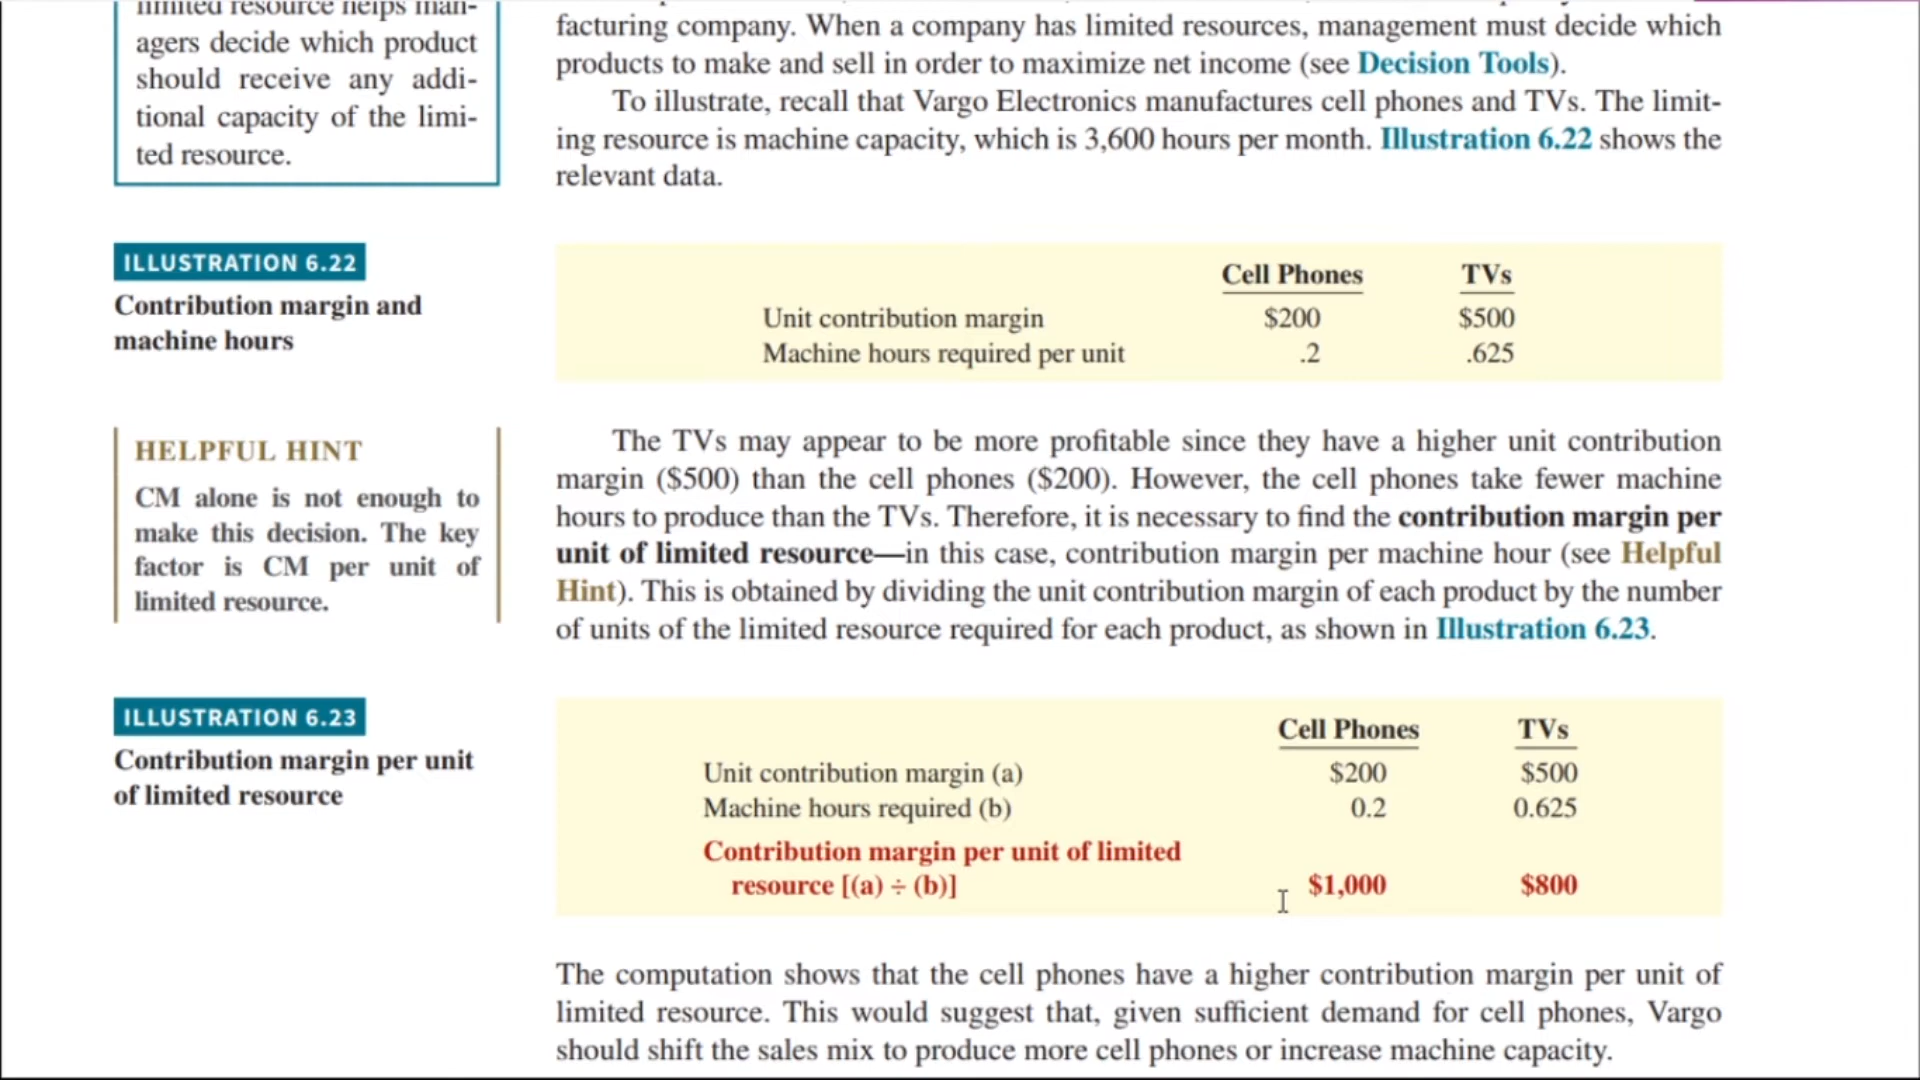 limited resource helps man-
agers decide which product
should receive any addi-
tional capacity of the limi-
ted resource.
facturing company. When a company has limited resources, management must decide which
products to make and sell in order to maximize net income (see Decision Tools).
To illustrate, recall that Vargo Electronics manufactures cell phones and TVs. The limit-
ing resource is machine capacity, which is 3,600 hours per month. Illustration 6.22 shows the
relevant data.
ILLUSTRATION 6.22
Contribution margin and
machine hours
Cell Phones TVs
Unit contribution margin $200 $500
Machine hours required per unit .2 .625
HELPFUL HINT
CM alone is not enough to
make this decision. The key
factor is CM per unit of
limited resource.
The TVs may appear to be more profitable since they have a higher unit contribution
margin ($500) than the cell phones ($200). However, the cell phones take fewer machine
hours to produce than the TVs. Therefore, it is necessary to find the contribution margin per
unit of limited resource—in this case, contribution margin per machine hour (see Helpful
Hint). This is obtained by dividing the unit contribution margin of each product by the number
of units of the limited resource required for each product, as shown in Illustration 6.23.
ILLUSTRATION 6.23
Contribution margin per unit
of limited resource
Cell Phones TVs
Unit contribution margin (a) $200 $500
Machine hours required (b) 0.2 0.625
Contribution margin per unit of limited
resource [(a) ÷ (b)] $1,000 $800
The computation shows that the cell phones have a higher contribution margin per unit of
limited resource. This would suggest that, given sufficient demand for cell phones, Vargo
should shift the sales mix to produce more cell phones or increase machine capacity.